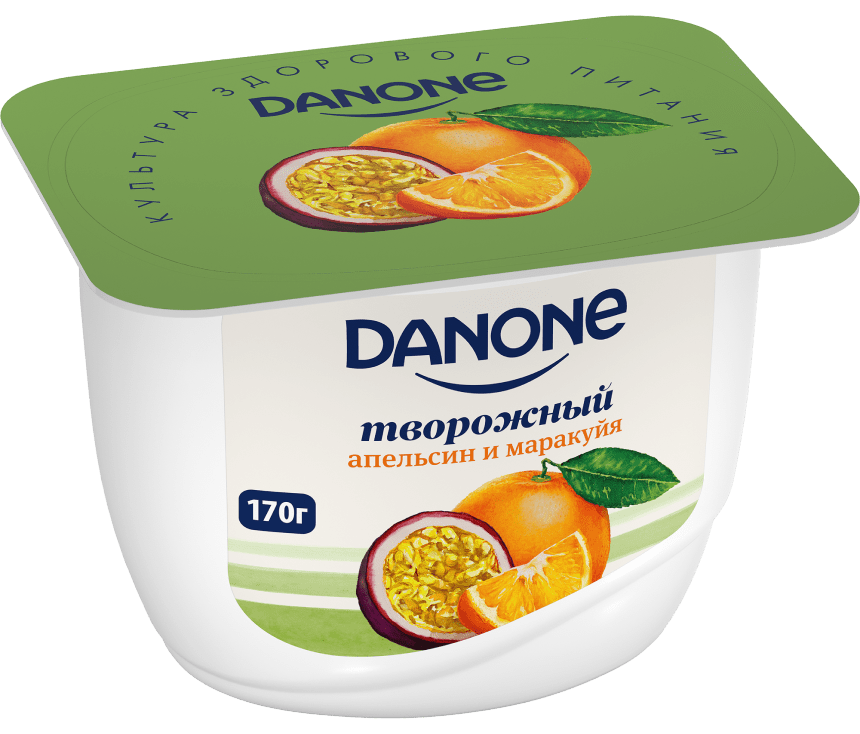 КУЛЬТУРА ЗДОРОВОГО ПИТАНИЯ
DANONE
DANONE
творожный
апельсин и маракуйя
170г